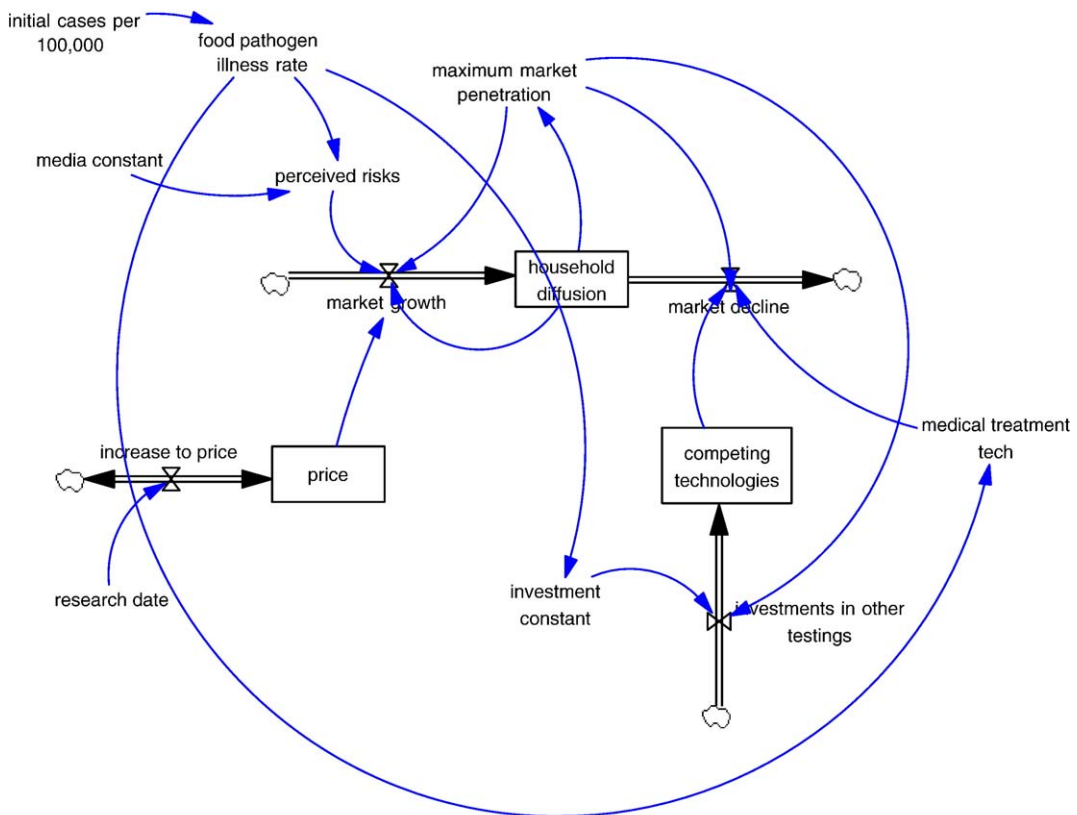 initial cases per
100,000
food pathogen
illness rate
maximum market
penetration
media constant
perceived risks
household
diffusion
market growth
market decline
increase to price
price
competing
technologies
medical treatment
tech
research date
investment
constant
investments in other
testings